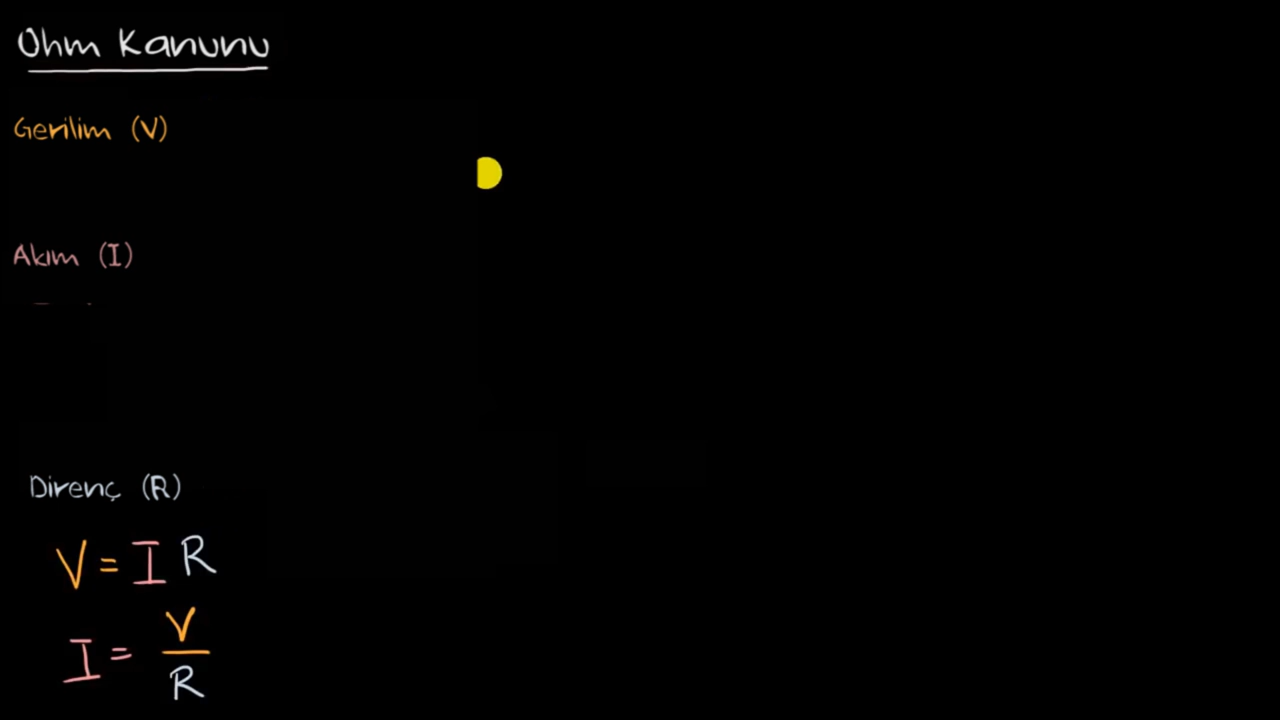 Ohm Kanunu
Gerilim (V)
Akım (I)
Direnç (R)
V = I R
I = V / R